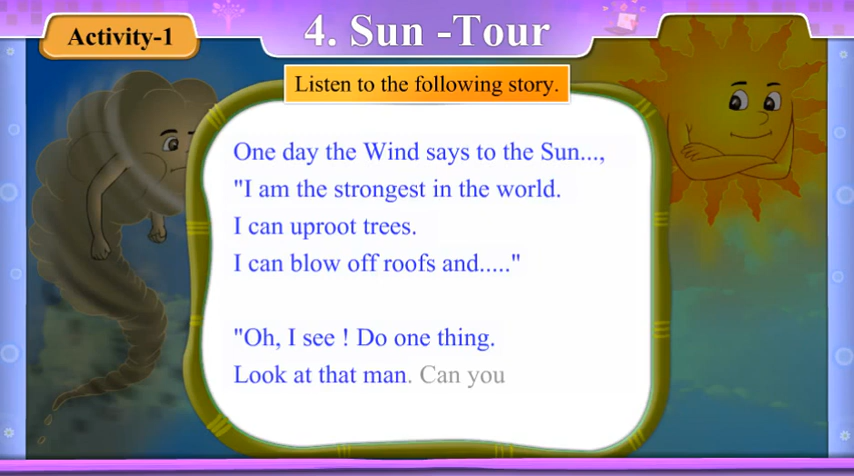 Activity-1
4. Sun -Tour
Listen to the following story.
One day the Wind says to the Sun...,
"I am the strongest in the world.
I can uproot trees.
I can blow off roofs and....."
"Oh, I see ! Do one thing.
Look at that man. Can you